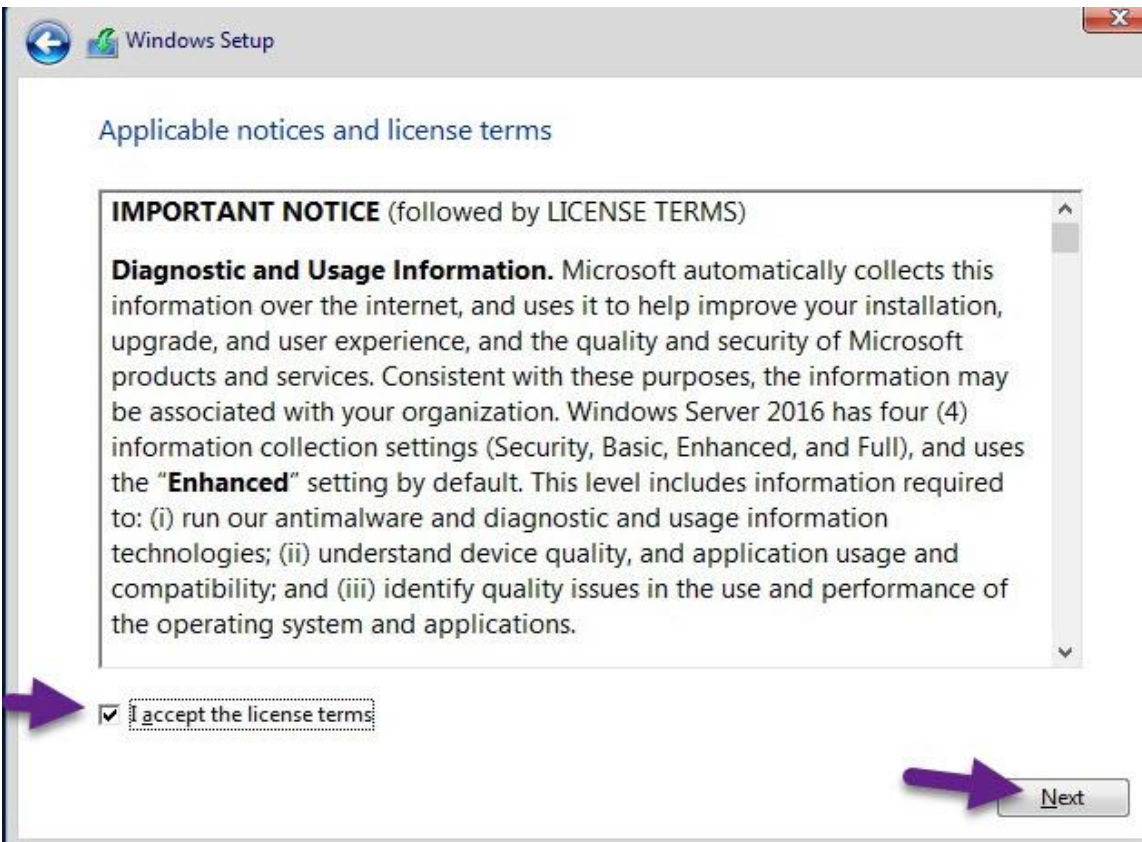 Windows Setup
Applicable notices and license terms
IMPORTANT NOTICE (followed by LICENSE TERMS)
Diagnostic and Usage Information. Microsoft automatically collects this
information over the internet, and uses it to help improve your installation,
upgrade, and user experience, and the quality and security of Microsoft
products and services. Consistent with these purposes, the information may
be associated with your organization. Windows Server 2016 has four (4)
information collection settings (Security, Basic, Enhanced, and Full), and uses
the “Enhanced” setting by default. This level includes information required
to: (i) run our antimalware and diagnostic and usage information
technologies; (ii) understand device quality, and application usage and
compatibility; and (iii) identify quality issues in the use and performance of
the operating system and applications.
I accept the license terms
Next